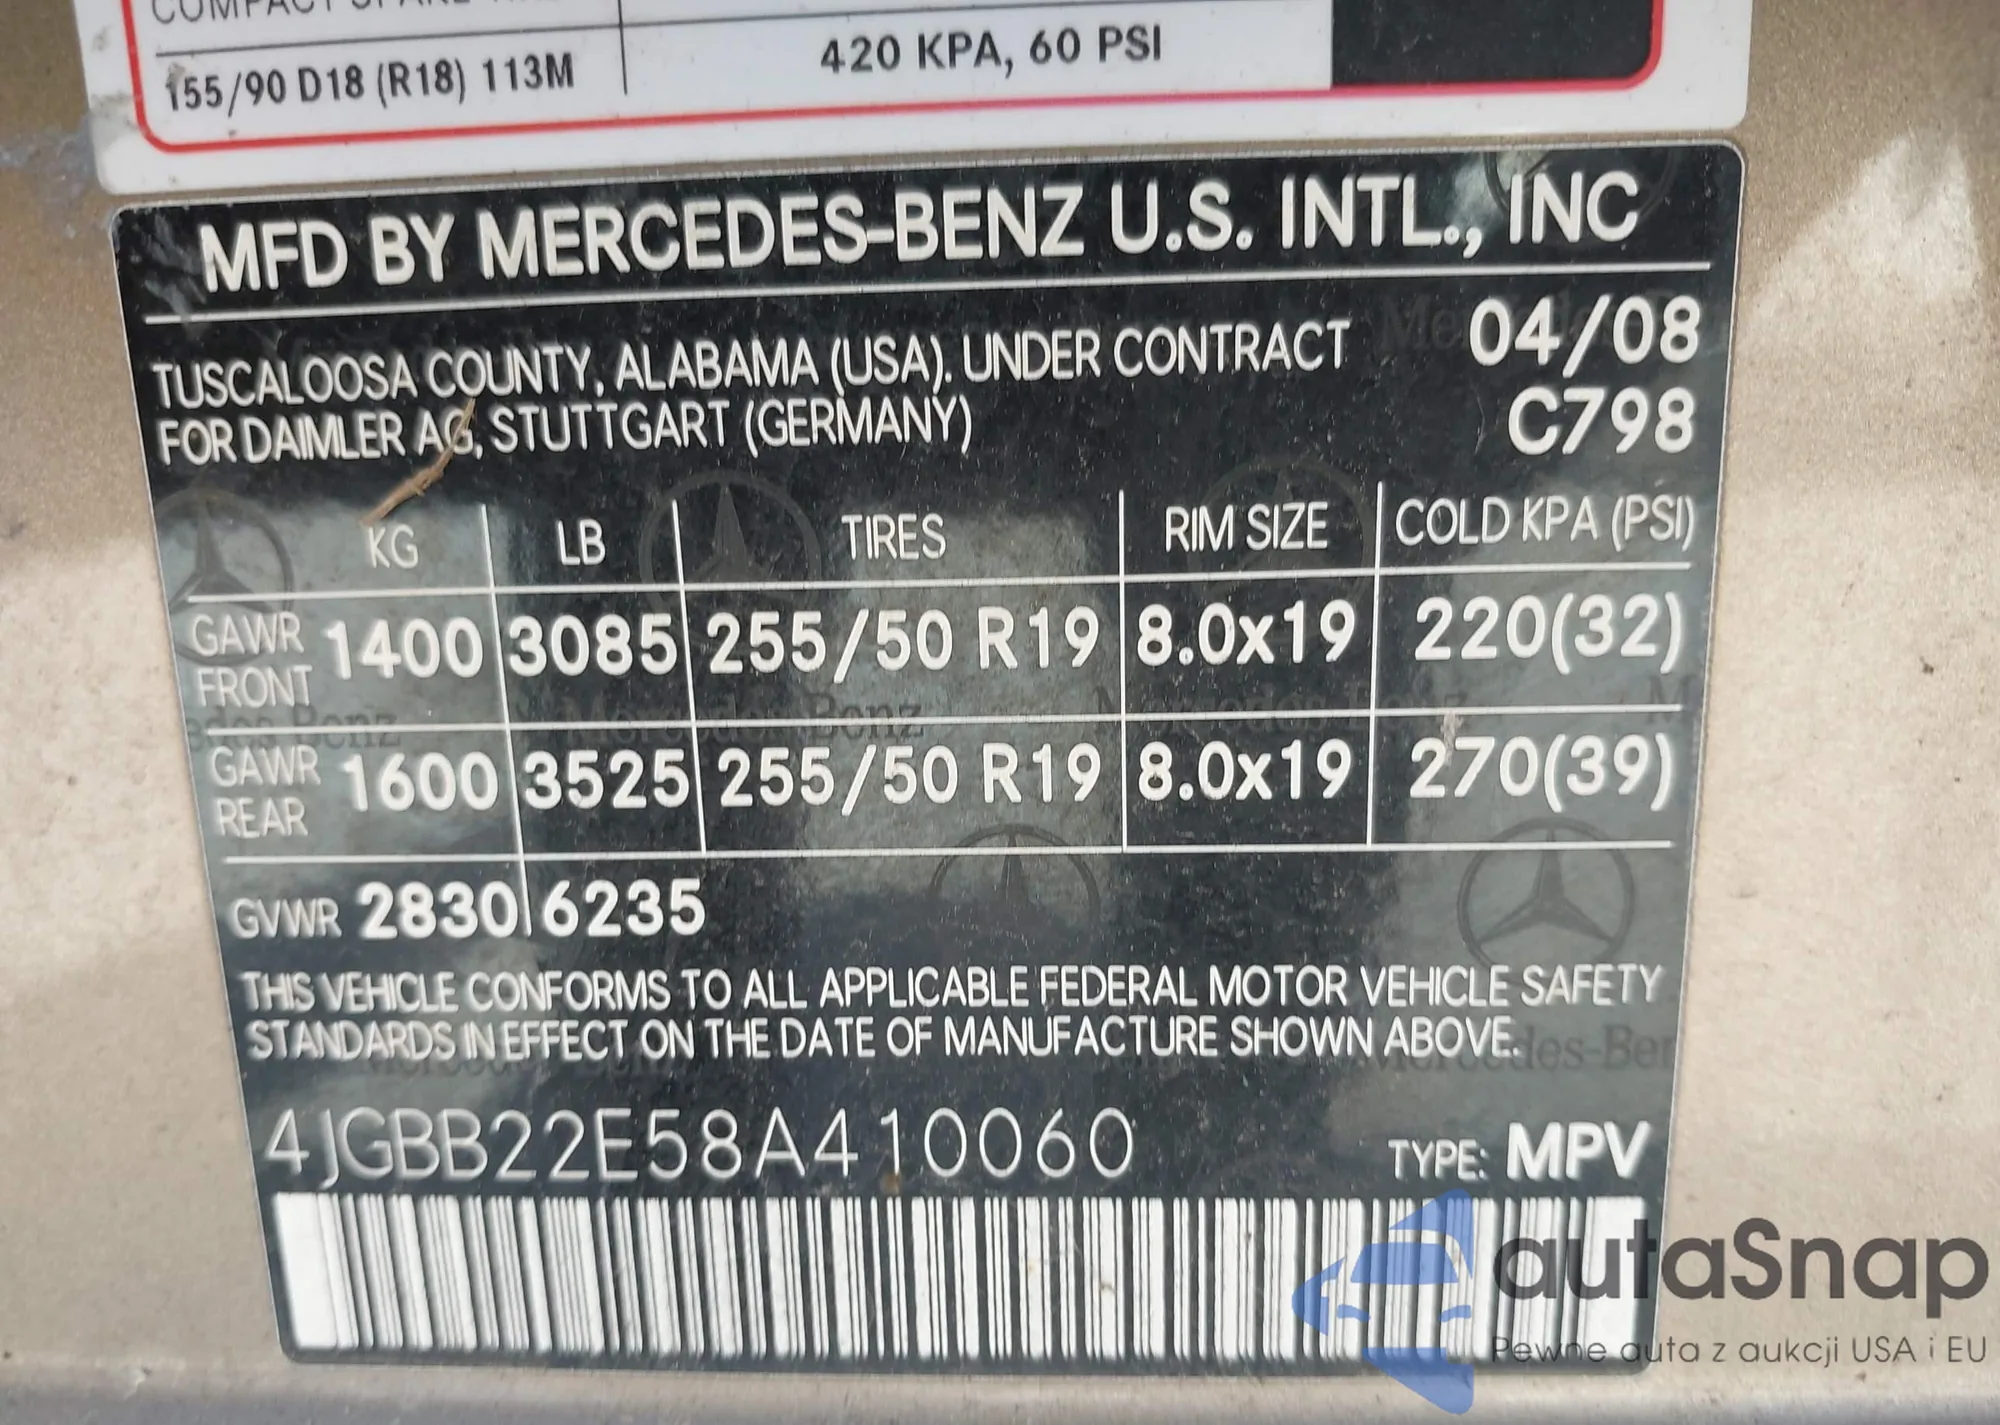 COMPACT SPARE
155/90 D18 (R18) 113M 420 KPA, 60 PSI
MFD BY MERCEDES-BENZ U.S. INTL., INC
TUSCALOOSA COUNTY, ALABAMA (USA). UNDER CONTRACT 04/08
FOR DAIMLER AG, STUTTGART (GERMANY) C798
KG LB TIRES RIM SIZE COLD KPA (PSI)
GAWR FRONT 1400 3085 255/50 R19 8.0x19 220(32)
GAWR REAR 1600 3525 255/50 R19 8.0x19 270(39)
GVWR 2830 6235
THIS VEHICLE CONFORMS TO ALL APPLICABLE FEDERAL MOTOR VEHICLE SAFETY
STANDARDS IN EFFECT ON THE DATE OF MANUFACTURE SHOWN ABOVE.
4JGBB22E58A410060 TYPE: MPV
autaSnap
Pewne auta z aukcji USA i EU